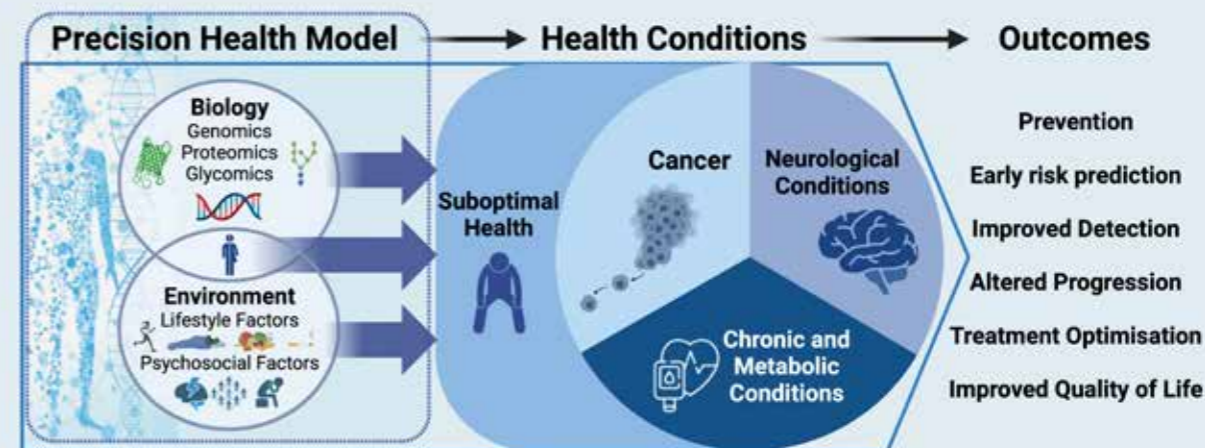 Precision Health Model
Health Conditions
Outcomes
Biology
Genomics
Proteomics
Glycomics
Environment
Lifestyle Factors
Psychosocial Factors
Suboptimal
Health
Cancer
Neurological
Conditions
Chronic and
Metabolic
Conditions
Prevention
Early risk prediction
Improved Detection
Altered Progression
Treatment Optimisation
Improved Quality of Life